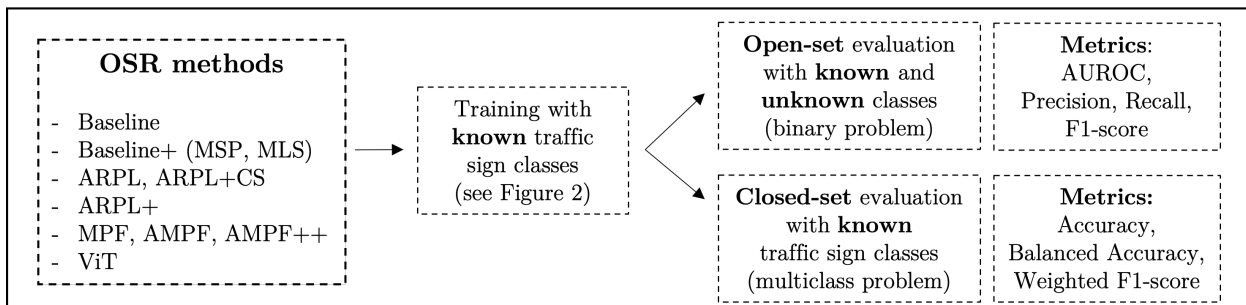 OSR methods
- Baseline
- Baseline+ (MSP, MLS)
- ARPL, ARPL+CS
- ARPL+
- MPF, AMPF, AMPF++
- ViT
Training with
known traffic
sign classes
(see Figure 2)
Open-set evaluation
with known and
unknown classes
(binary problem)
Metrics:
AUROC,
Precision, Recall,
F1-score
Closed-set evaluation
with known
traffic sign classes
(multiclass problem)
Metrics:
Accuracy,
Balanced Accuracy,
Weighted F1-score